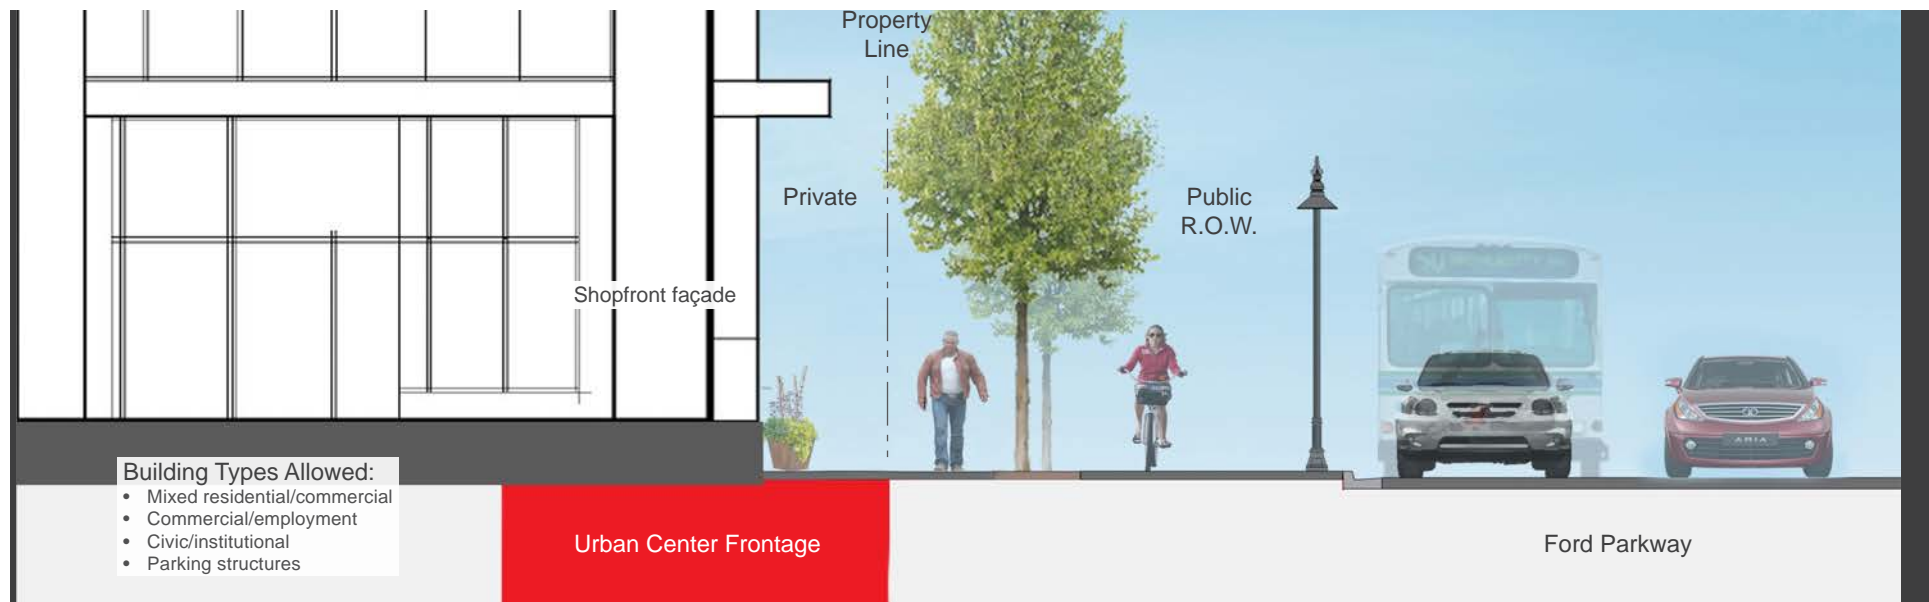 Property
Line
Private
Public
R.O.W.
Shopfront façade
ARIA
Building Types Allowed:
• Mixed residential/commercial
• Commercial/employment
• Civic/institutional
• Parking structures
Urban Center Frontage
Ford Parkway